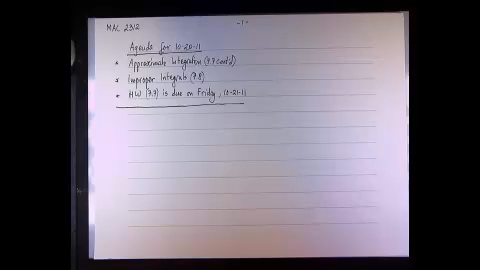 MAC 2312
-1-
Agenda for 10-20-11
• Approximate Integration (7.7 cont'd)
• Improper Integrals (7.8)
• HW (7.7) is due on Friday, 10-21-11